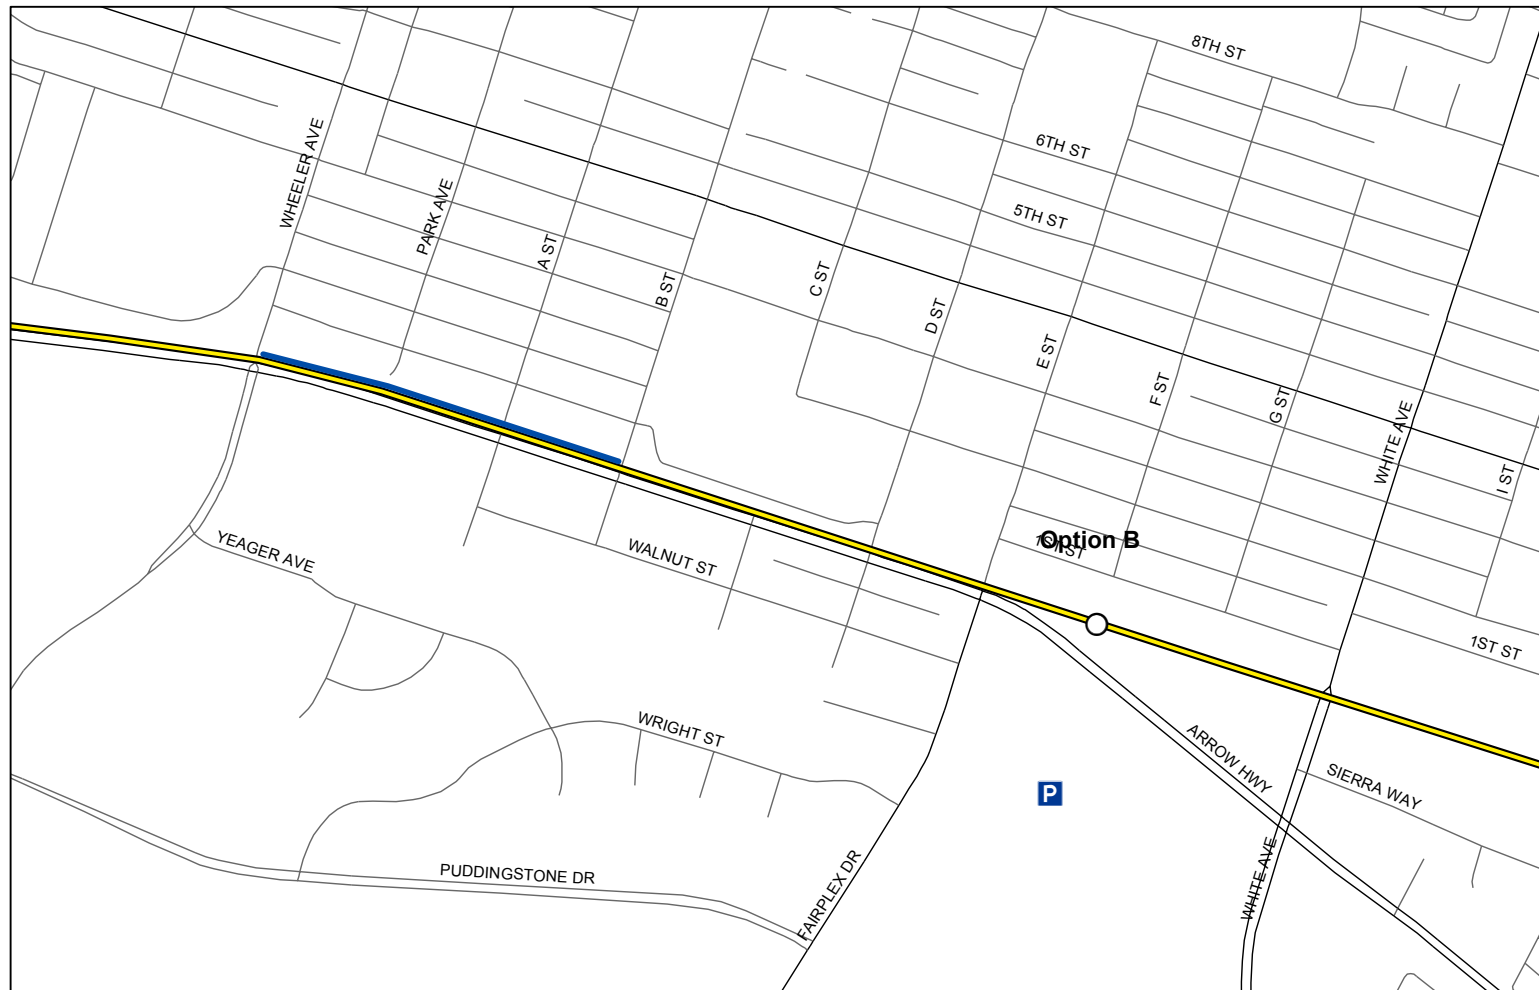 8TH ST
6TH ST
WHEELER AVE
PARK AVE
5TH ST
A ST
B ST
C ST
D ST
E ST
F ST
G ST
WHITE AVE
I ST
Option B
1ST ST
YEAGER AVE
WALNUT ST
1ST ST
WRIGHT ST
ARROW HWY
SIERRA WAY
P
PUDDINGSTONE DR
FAIRPLEX DR
WHITE AVE